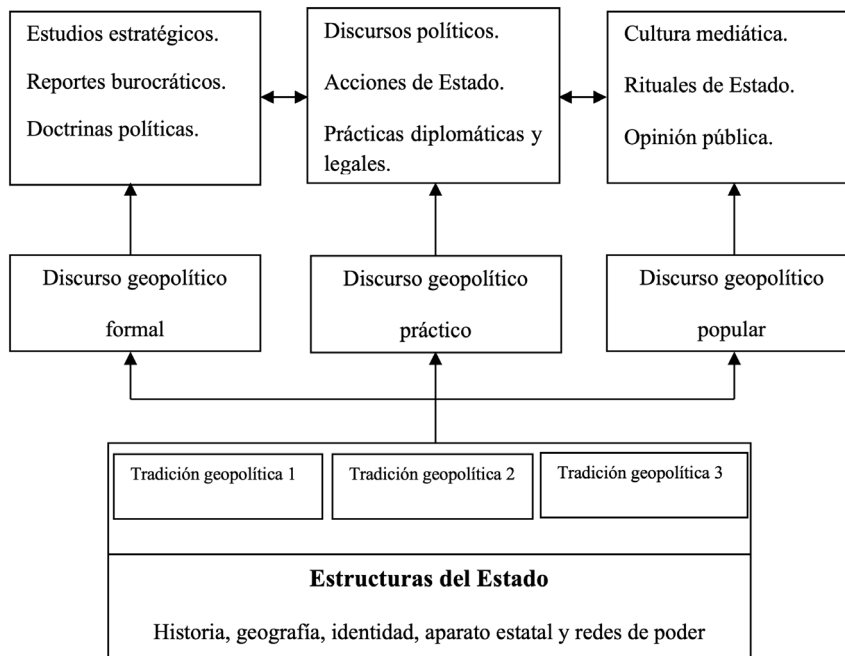 Estudios estratégicos.
Reportes burocráticos.
Doctrinas políticas.
Discursos políticos.
Acciones de Estado.
Prácticas diplomáticas y
legales.
Cultura mediática.
Rituales de Estado.
Opinión pública.
Discurso geopolítico
formal
Discurso geopolítico
práctico
Discurso geopolítico
popular
Tradición geopolítica 1
Tradición geopolítica 2
Tradición geopolítica 3
Estructuras del Estado
Historia, geografía, identidad, aparato estatal y redes de poder